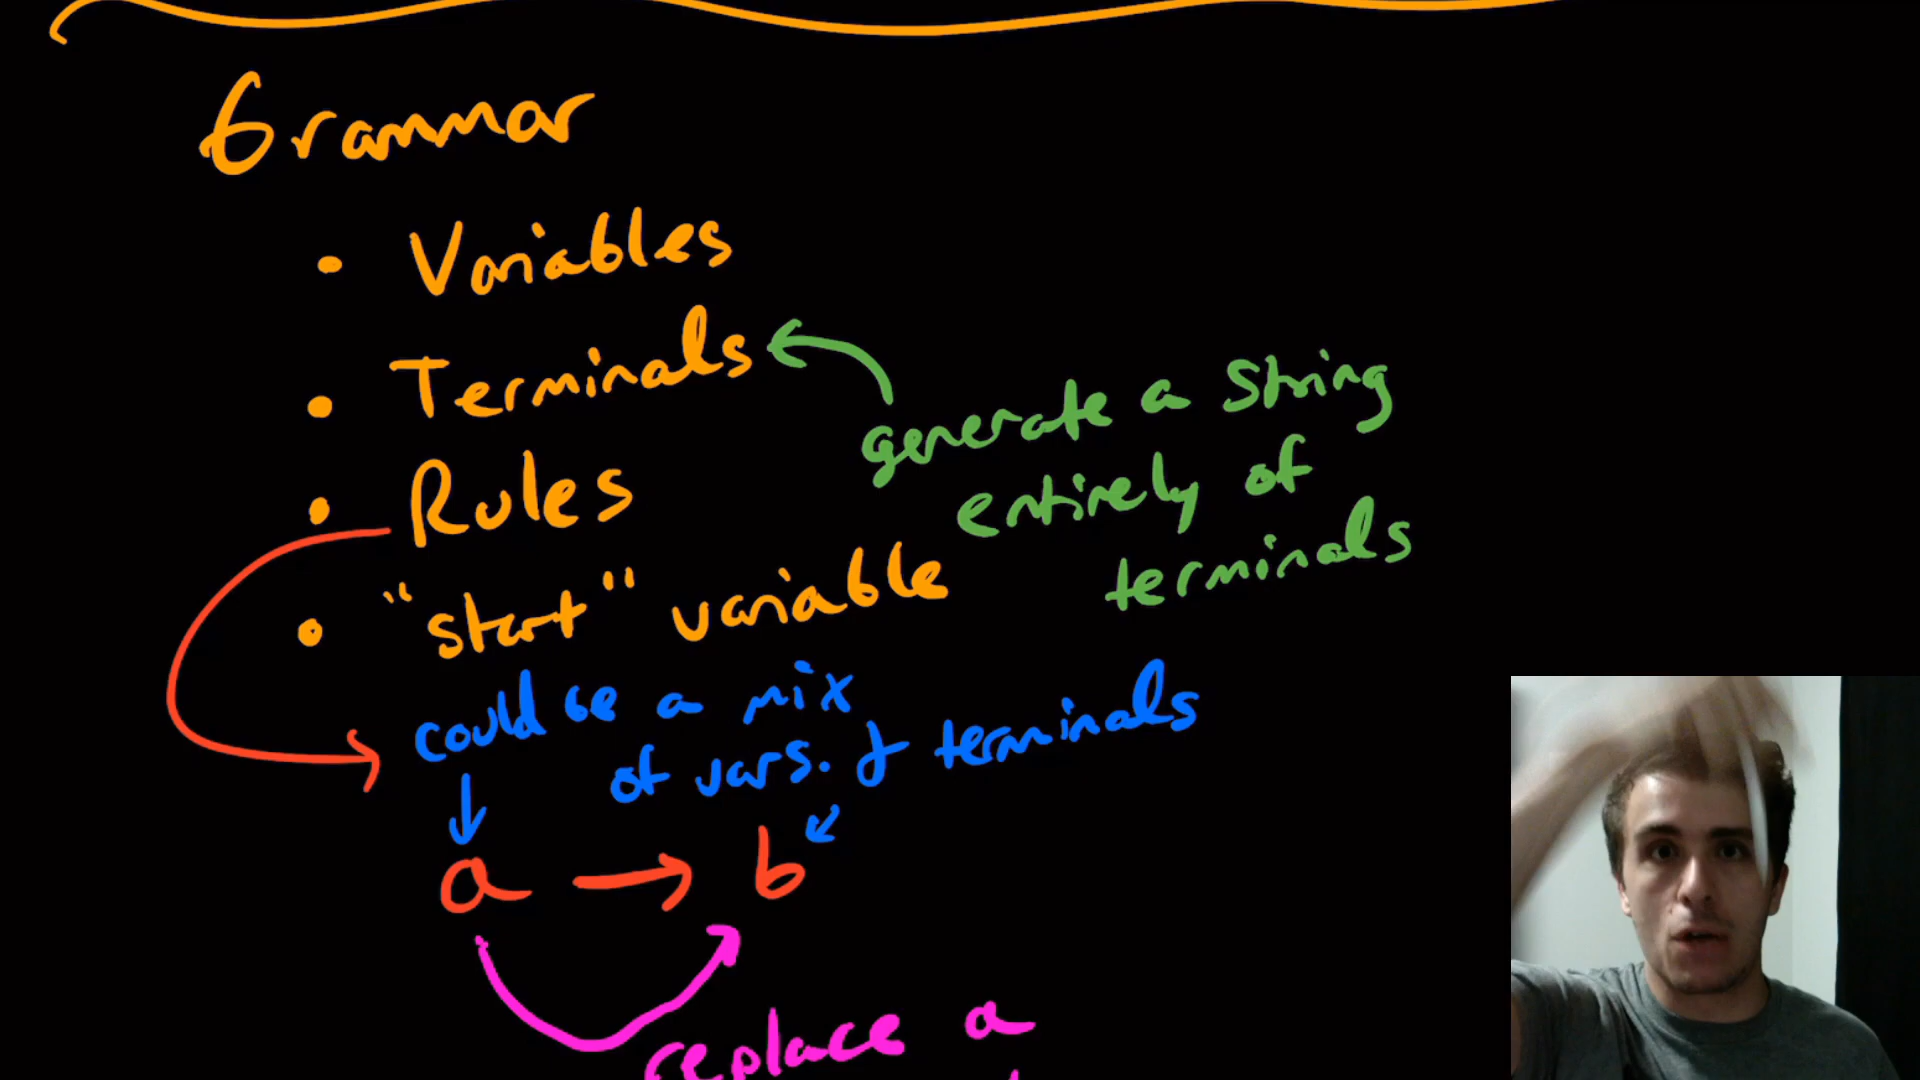 Grammar
• Variables
• Terminals
generate a string
entirely of
terminals
• Rules
• "start" variable
could be a mix
of vars. & terminals
a → b
replace a